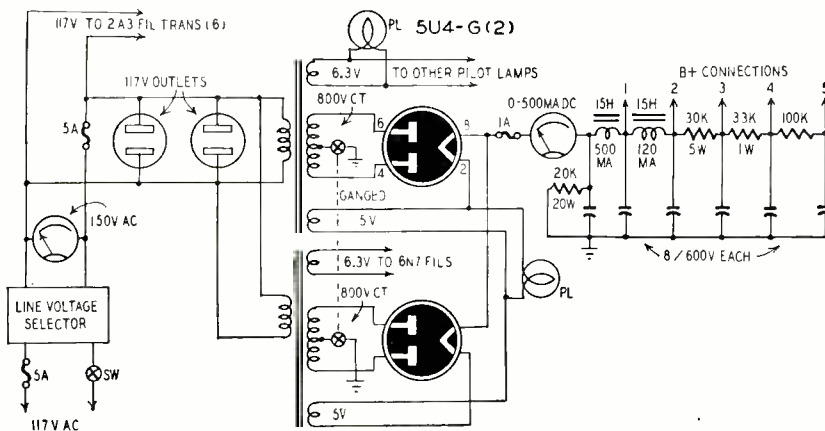 117V TO 2A3 FIL TRANS (6)
PL
5U4-G(2)
6.3V
TO OTHER PILOT LAMPS
117V OUTLETS
5A
800V CT
6
4
8
2
GANGED
5V
1A
0-500MA DC
15H
500
MA
15H
120
MA
B+ CONNECTIONS
1
2
3
4
5
30K
5W
33K
1W
100K
20K
20W
8/600V EACH
150V AC
6.3V TO 6N7 FILS
800V CT
PL
5V
LINE VOLTAGE
SELECTOR
5A
SW
117V AC